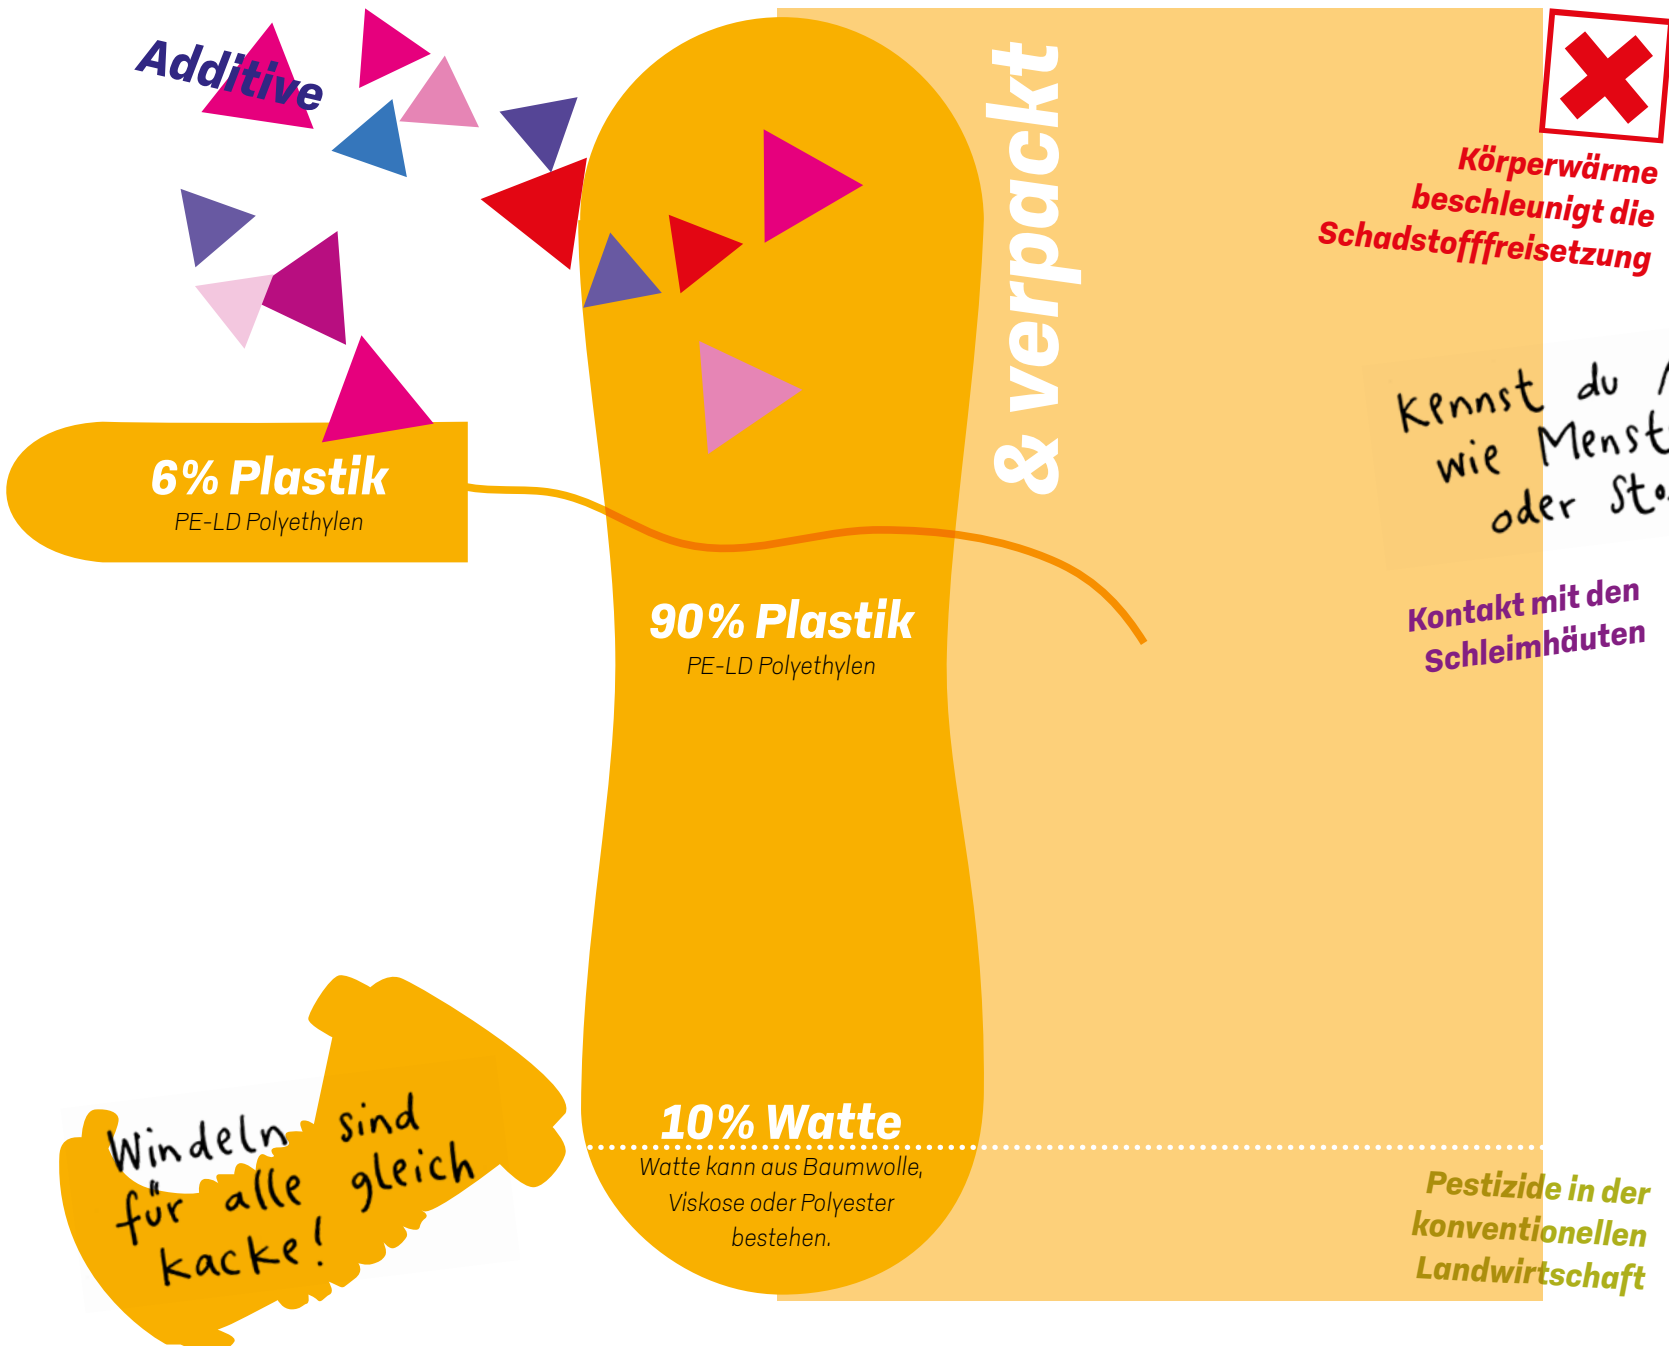 Additive
& verpackt
Körperwärme
beschleunigt die
Schadstofffreisetzung
Kennst du
wie
oder
6% Plastik
PE-LD Polyethylen
Kontakt mit den
Schleimhäuten
90% Plastik
PE-LD Polyethylen
Windeln sind
für alle gleich
kacke!
10% Watte
Watte kann aus Baumwolle,
Viskose oder Polyester
bestehen.
Pestizide in der
konventionellen
Landwirtschaft